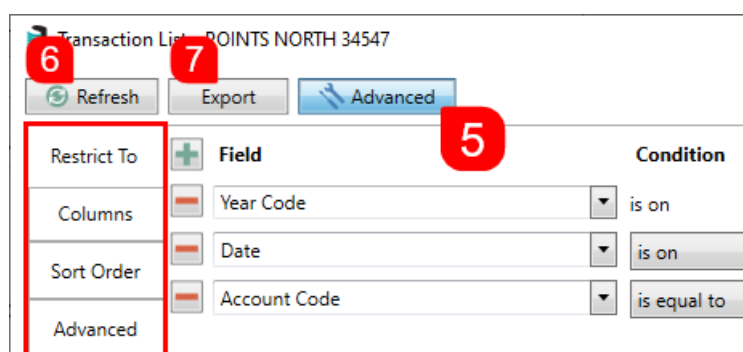 Transaction List - POINTS NORTH 34547
6
7
Refresh
Export
Advanced
5
Restrict To
Field
Condition
Columns
Year Code
is on
Sort Order
Date
is on
Account Code
is equal to
Advanced